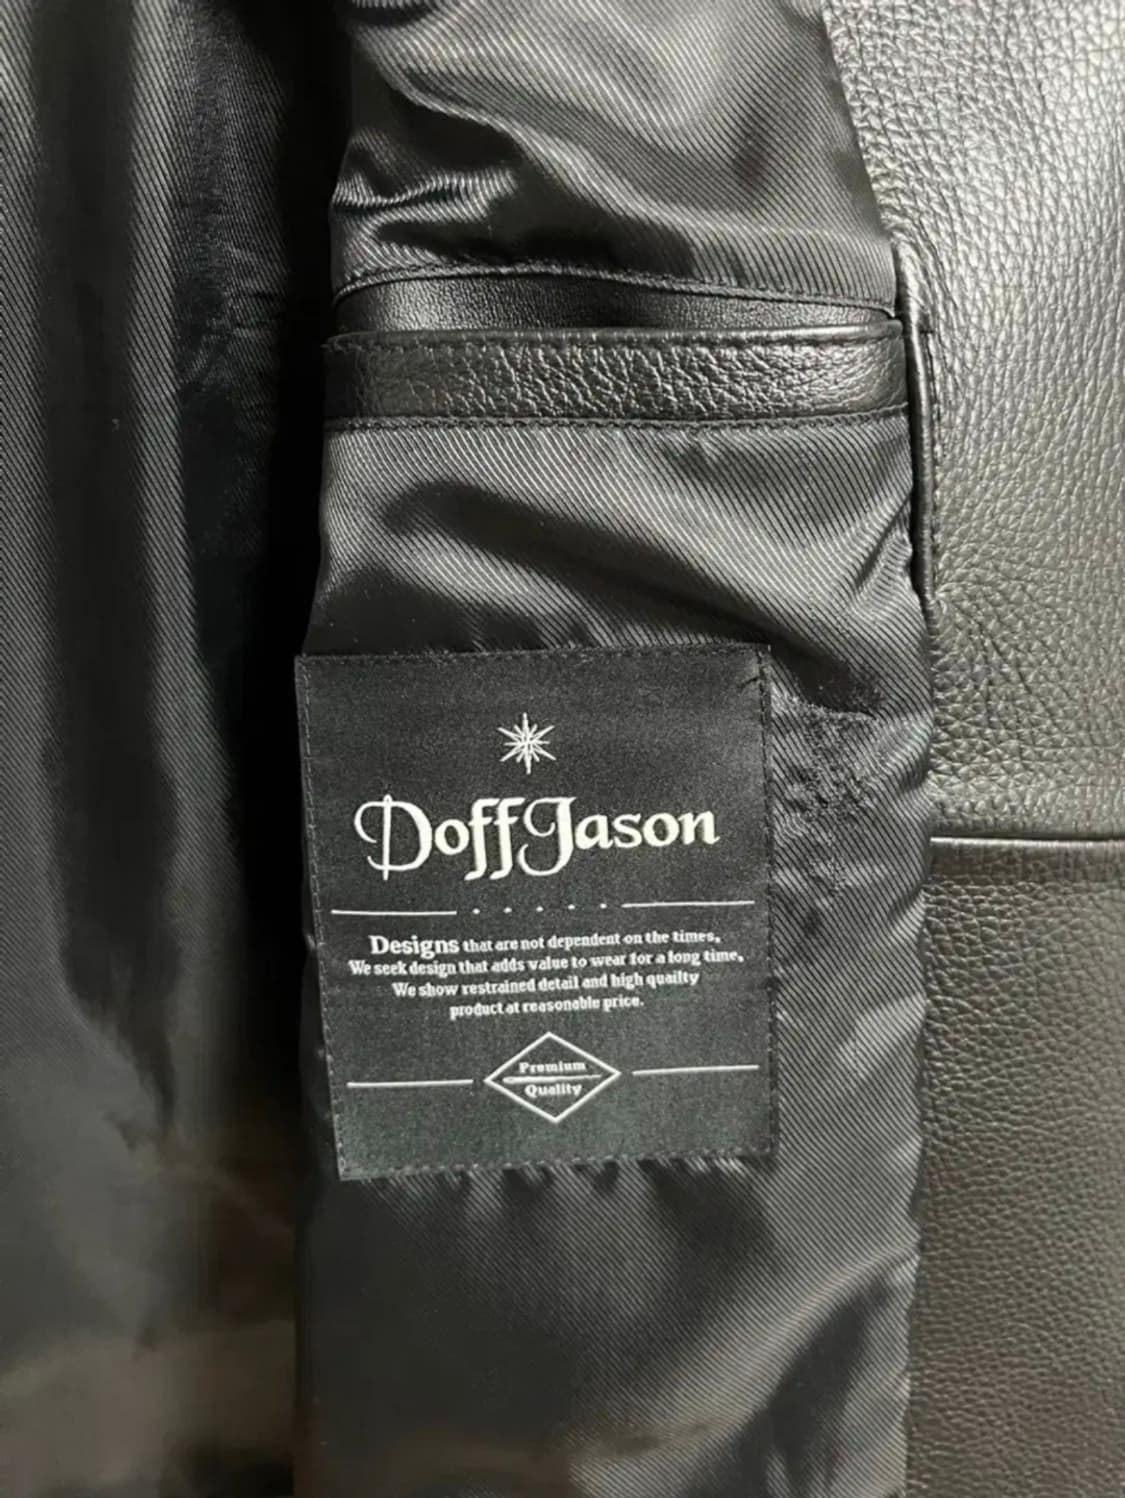 DoffJason
Designs that are not dependent on the times,
We seek design that adds value to wear for a long time,
We show restrained detail and high quailty
product at reasonable price.
Premium
Quality